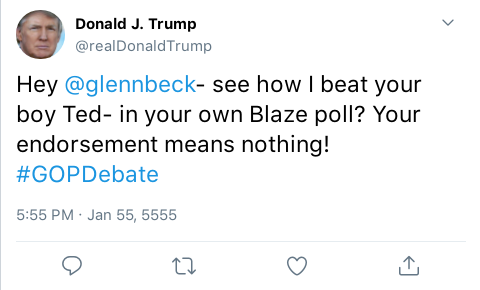 Donald J. Trump
@realDonaldTrump
Hey @glennbeck- see how I beat your
boy Ted- in your own Blaze poll? Your
endorsement means nothing!
#GOPDebate
5:55 PM · Jan 55, 5555